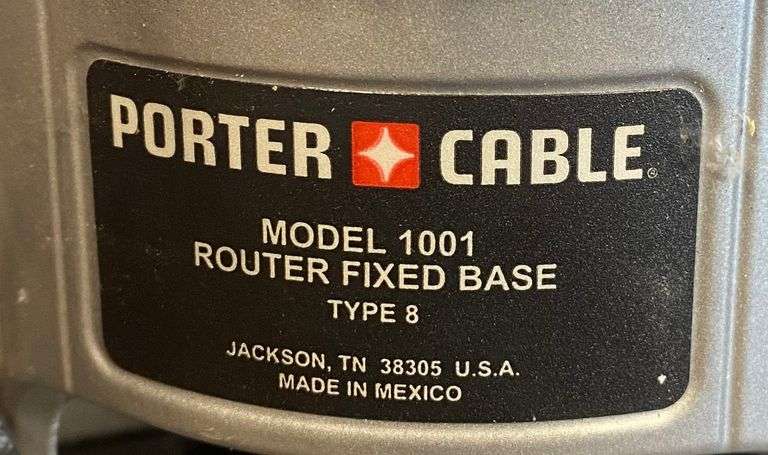 PORTER CABLE®
MODEL 1001
ROUTER FIXED BASE
TYPE 8
JACKSON, TN 38305 U.S.A.
MADE IN MEXICO